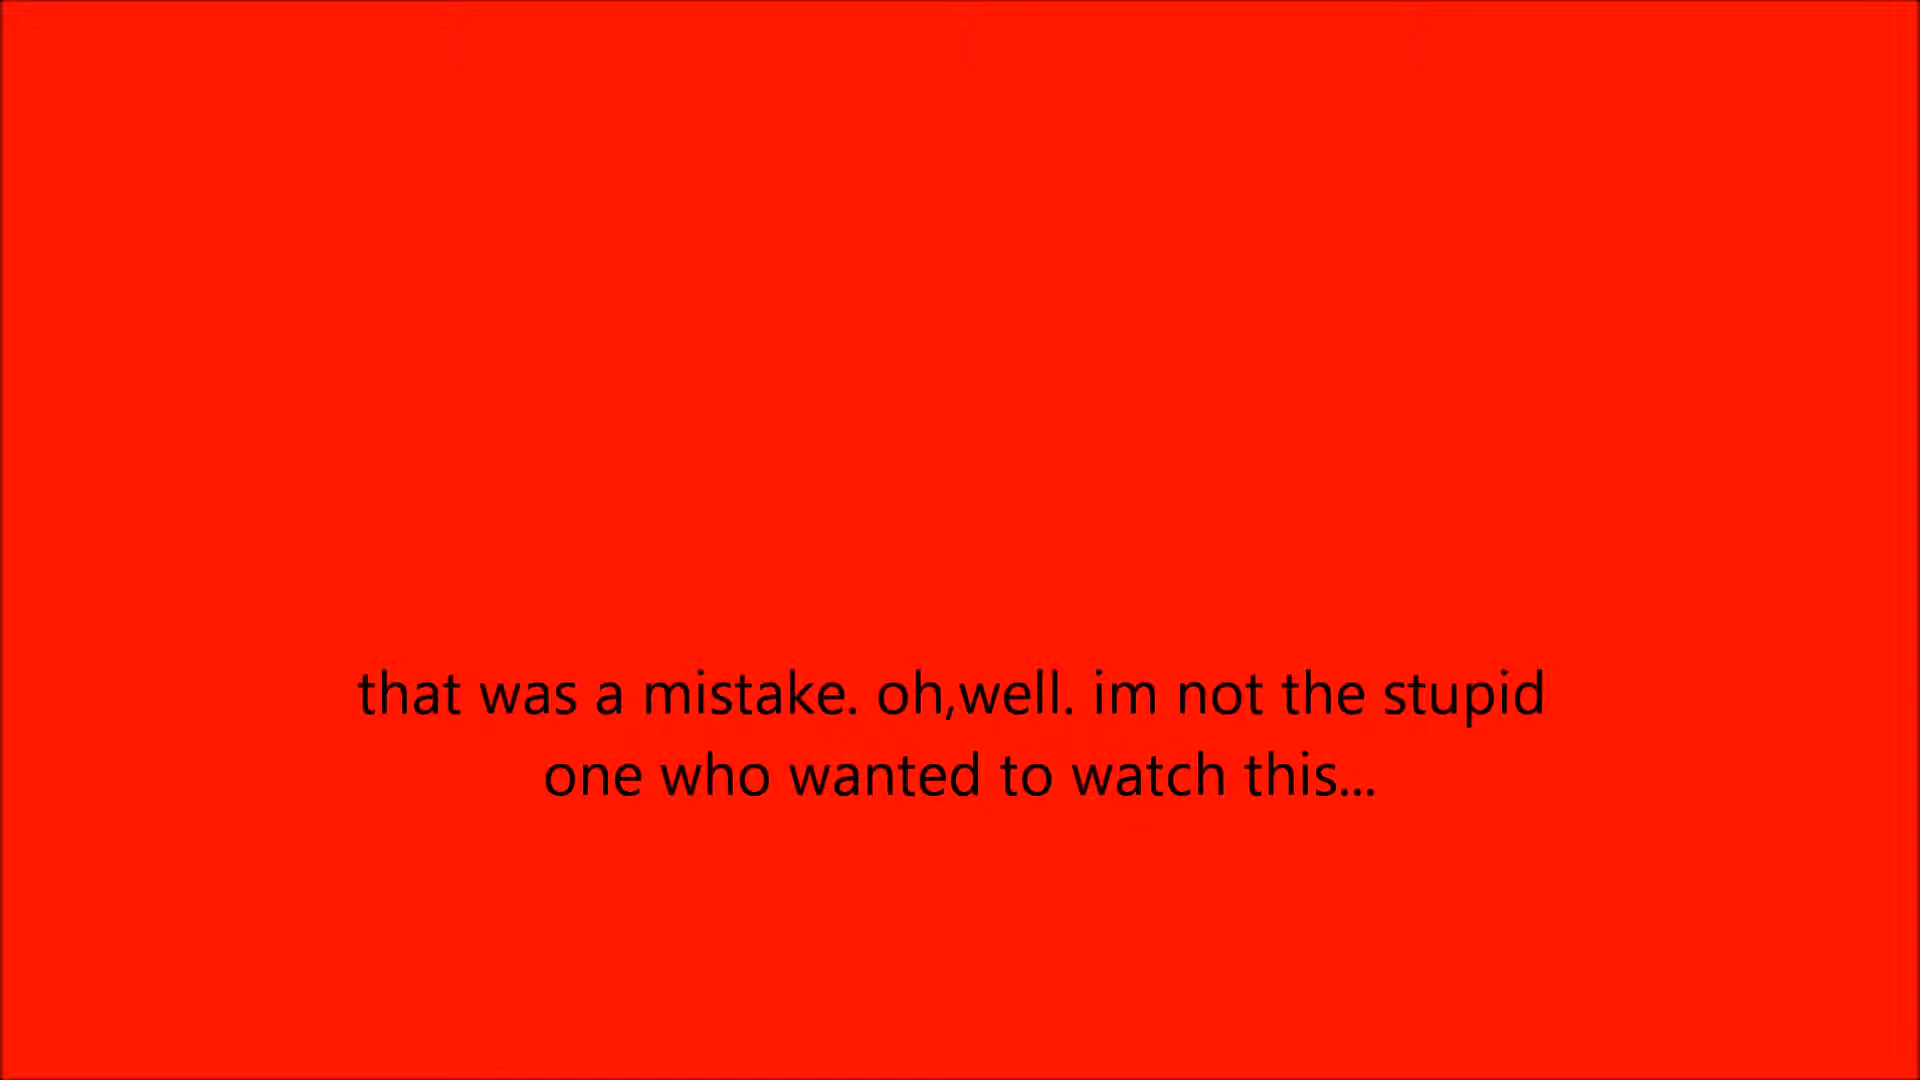 that was a mistake. oh,well. im not the stupid
one who wanted to watch this...